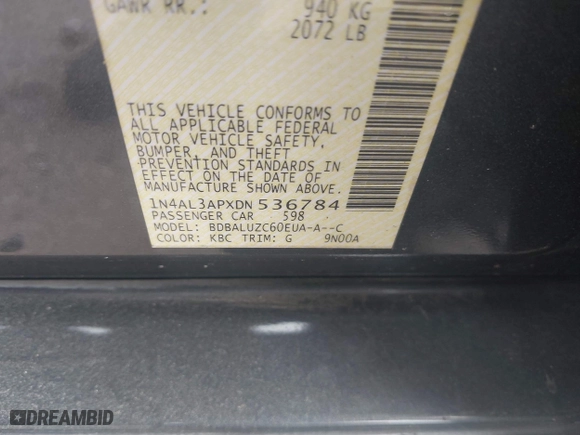 GAWR RR.: 940 KG
2072 LB
THIS VEHICLE CONFORMS TO
ALL APPLICABLE FEDERAL
MOTOR VEHICLE SAFETY,
BUMPER, AND THEFT
PREVENTION STANDARDS IN
EFFECT ON THE DATE OF
MANUFACTURE SHOWN ABOVE.
1N4AL3APXDN 536784
PASSENGER CAR 598
MODEL: BDBALUZC60EUA-A--C
COLOR: KBC TRIM: G 9N00A
DREAMBID